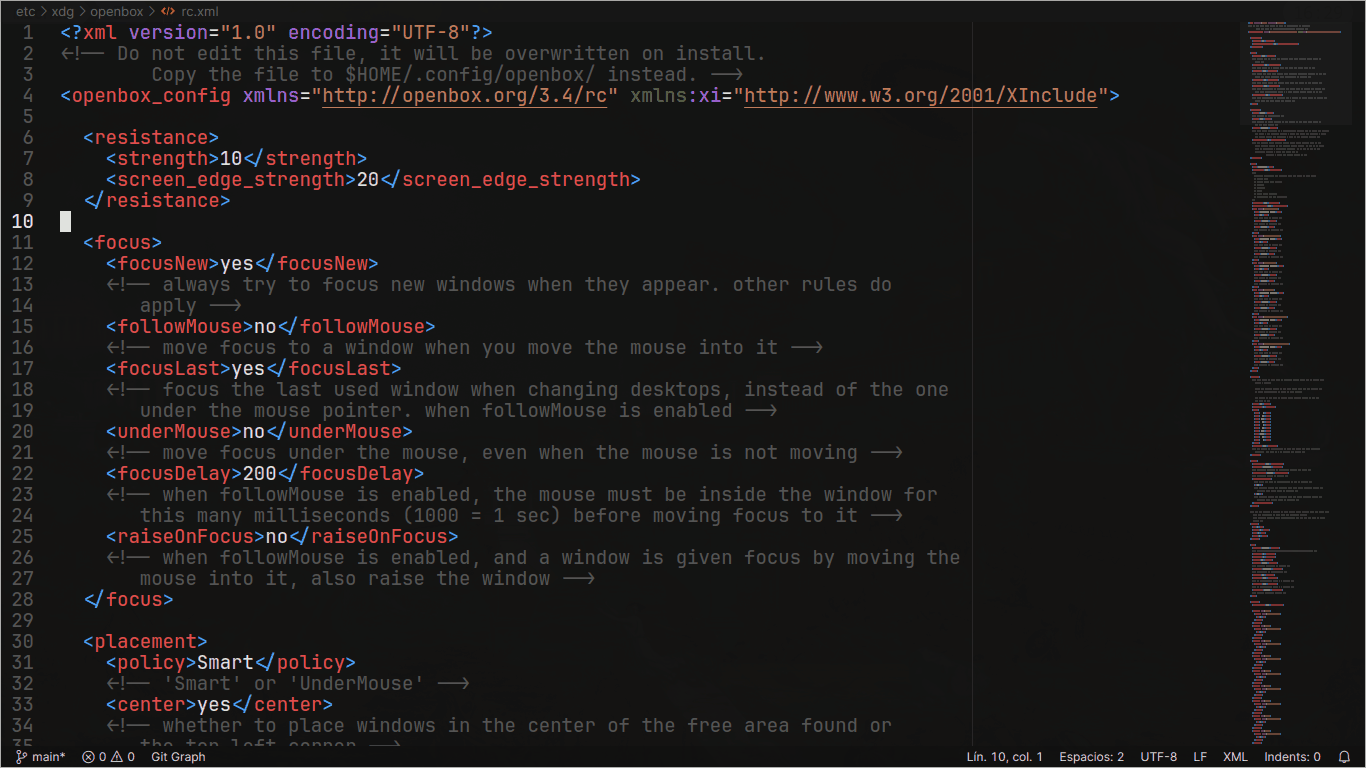 etc > xdg > openbox > rc.xml
1 <?xml version="1.0" encoding="UTF-8"?>
2 <!-- Do not edit this file, it will be overwritten on install.
3         Copy the file to $HOME/.config/openbox/ instead. -->
4 <openbox_config xmlns="http://openbox.org/3.4/rc" xmlns:xi="http://www.w3.org/2001/XInclude">
5
6   <resistance>
7     <strength>10</strength>
8     <screen_edge_strength>20</screen_edge_strength>
9   </resistance>
10
11   <focus>
12     <focusNew>yes</focusNew>
13     <!-- always try to focus new windows when they appear. other rules do
14        apply -->
15     <followMouse>no</followMouse>
16     <!-- move focus to a window when you move the mouse into it -->
17     <focusLast>yes</focusLast>
18     <!-- focus the last used window when changing desktops, instead of the one
19        under the mouse pointer. when followMouse is enabled -->
20     <underMouse>no</underMouse>
21     <!-- move focus under the mouse, even when the mouse is not moving -->
22     <focusDelay>200</focusDelay>
23     <!-- when followMouse is enabled, the mouse must be inside the window for
24        this many milliseconds (1000 = 1 sec) before moving focus to it -->
25     <raiseOnFocus>no</raiseOnFocus>
26     <!-- when followMouse is enabled, and a window is given focus by moving the
27        mouse into it, also raise the window -->
28   </focus>
29
30   <placement>
31     <policy>Smart</policy>
32     <!-- 'Smart' or 'UnderMouse' -->
33     <center>yes</center>
34     <!-- whether to place windows in the center of the free area found or
35        the top left corner -->
main* 0 0 Git Graph Lín. 10, col. 1 Espacios: 2 UTF-8 LF XML Indents: 0